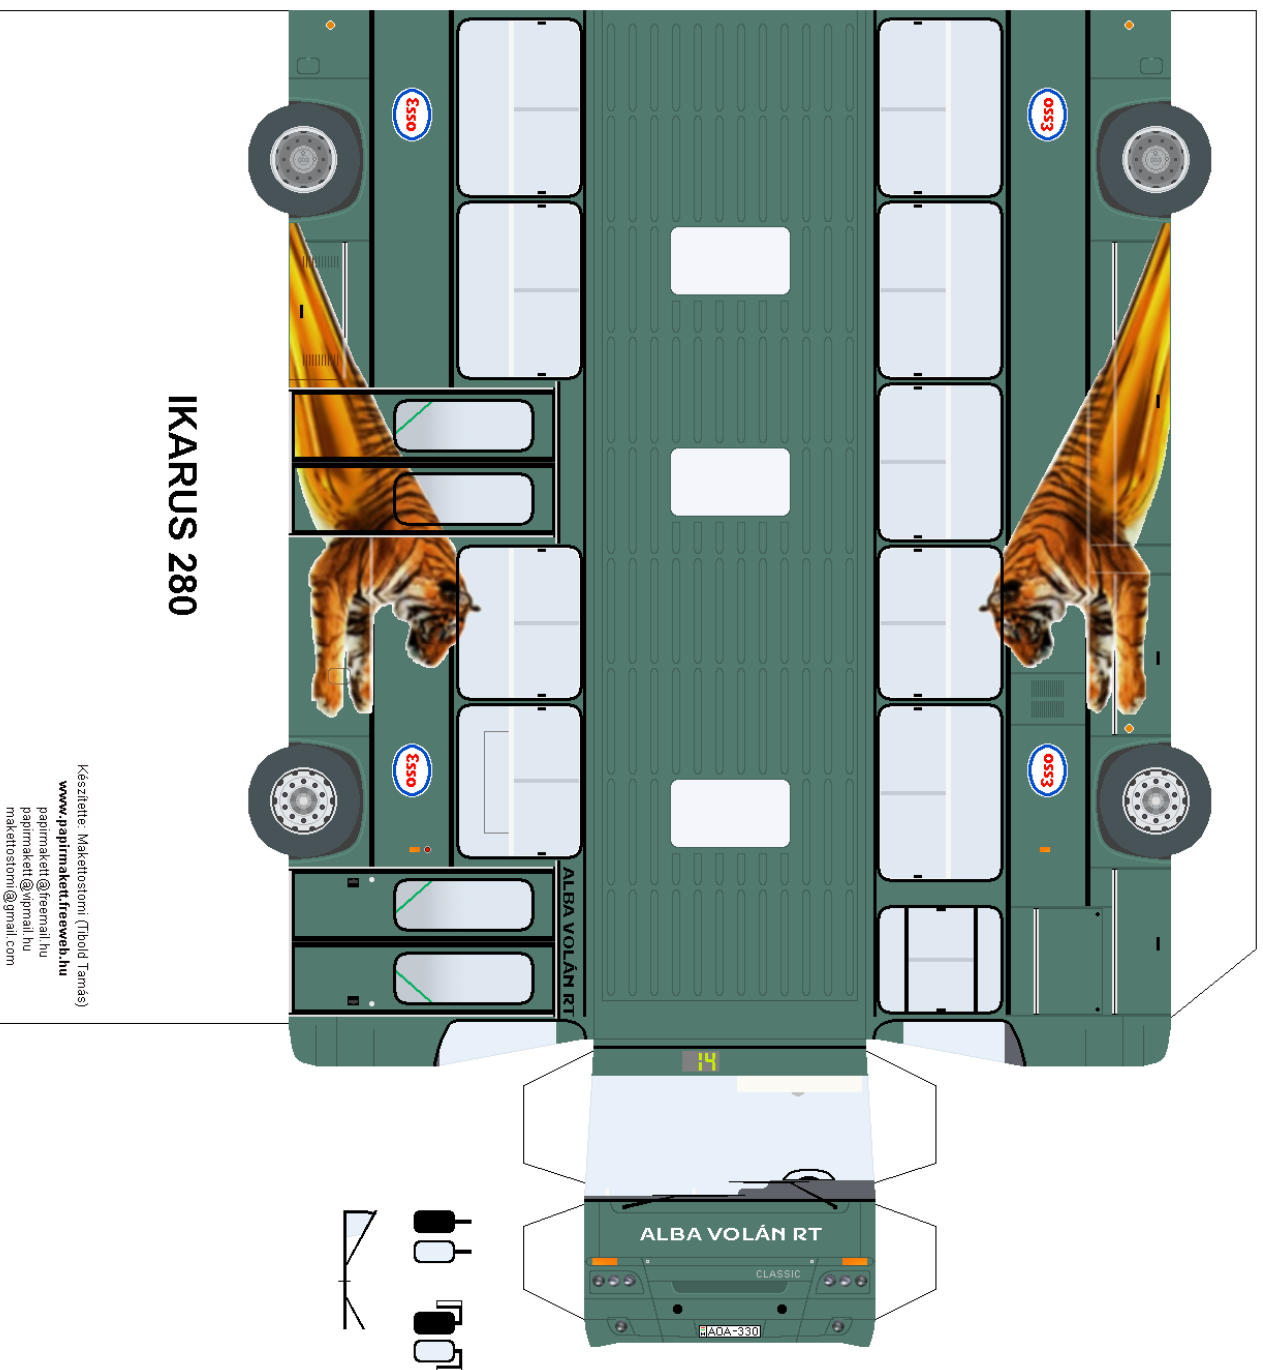 Esso
Esso
IKARUS 280
Készítette: Makettostomi (Tibold Tamás)
www.papirmakett.freeweb.hu
papirmakett@freemail.hu
papirmakett@vipmail.hu
makettostomi@gmail.com
Esso
Esso
ALBA VOLÁN RT
14
ALBA VOLÁN RT
CLASSIC
AOA-330